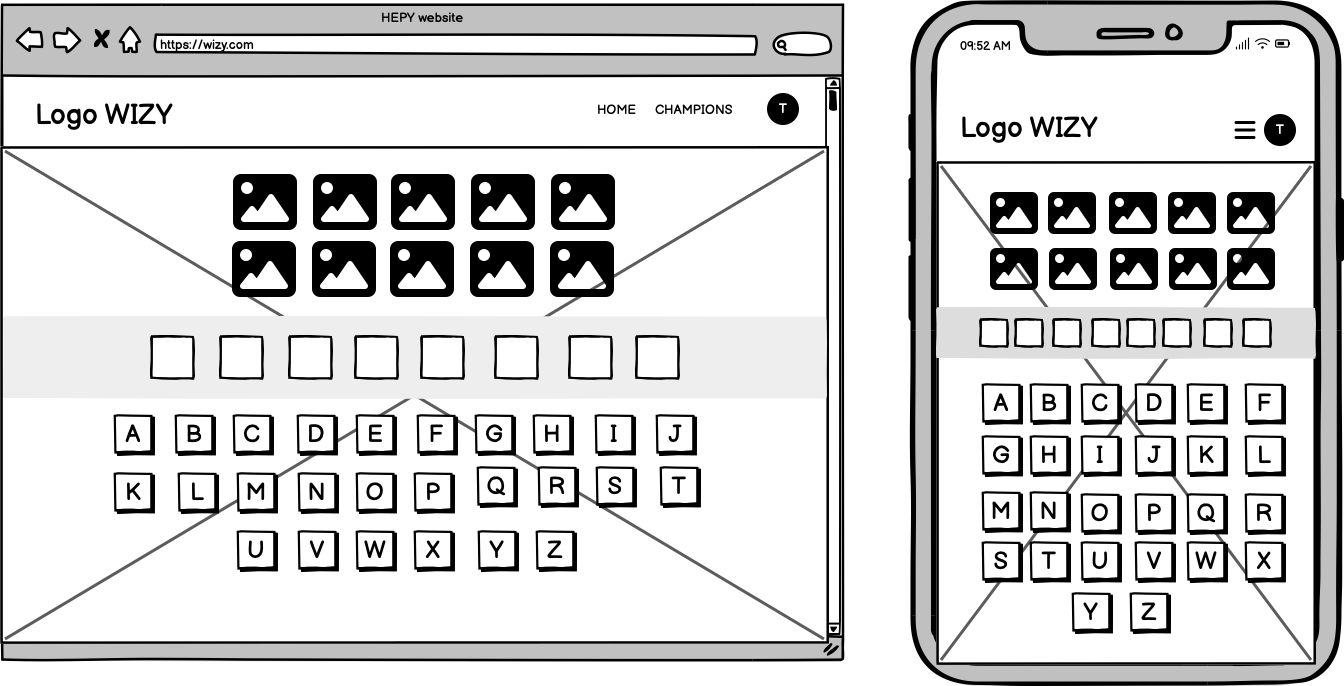 HEPY website
https://wizy.com
Logo WIZY
HOME CHAMPIONS T
A B C D E F G H I J
K L M N O P Q R S T
U V W X Y Z
09:52 AM
Logo WIZY T
A B C D E F
G H I J K L
M N O P Q R
S T U V W X
Y Z